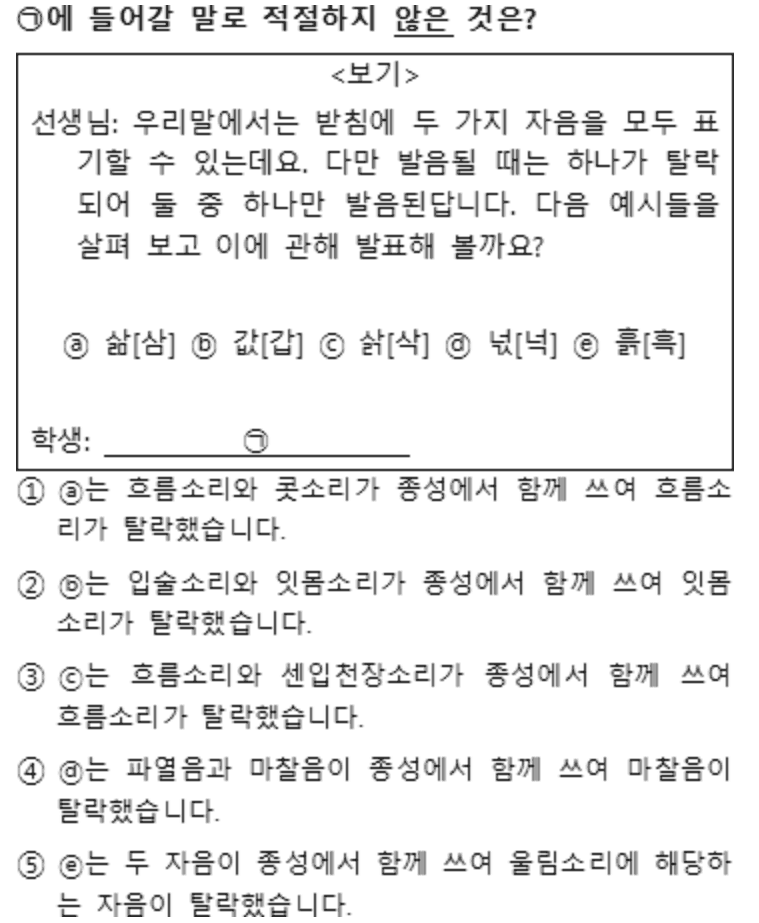 ㉠에 들어갈 말로 적절하지 않은 것은?
<보기>
선생님: 우리말에서는 받침에 두 가지 자음을 모두 표
기할 수 있는데요. 다만 발음될 때는 하나가 탈락
되어 둘 중 하나만 발음된답니다. 다음 예시들을
살펴 보고 이에 관해 발표해 볼까요?
ⓐ 삶[삼] ⓑ 값[갑] ⓒ 삵[삭] ⓓ 넋[넉] ⓔ 흙[흑]
학생: ㉠
① ⓐ는 흐름소리와 콧소리가 종성에서 함께 쓰여 흐름소
리가 탈락했습니다.
② ⓑ는 입술소리와 잇몸소리가 종성에서 함께 쓰여 잇몸
소리가 탈락했습니다.
③ ⓒ는 흐름소리와 센입천장소리가 종성에서 함께 쓰여
흐름소리가 탈락했습니다.
④ ⓓ는 파열음과 마찰음이 종성에서 함께 쓰여 마찰음이
탈락했습니다.
⑤ ⓔ는 두 자음이 종성에서 함께 쓰여 울림소리에 해당하
는 자음이 탈락했습니다.